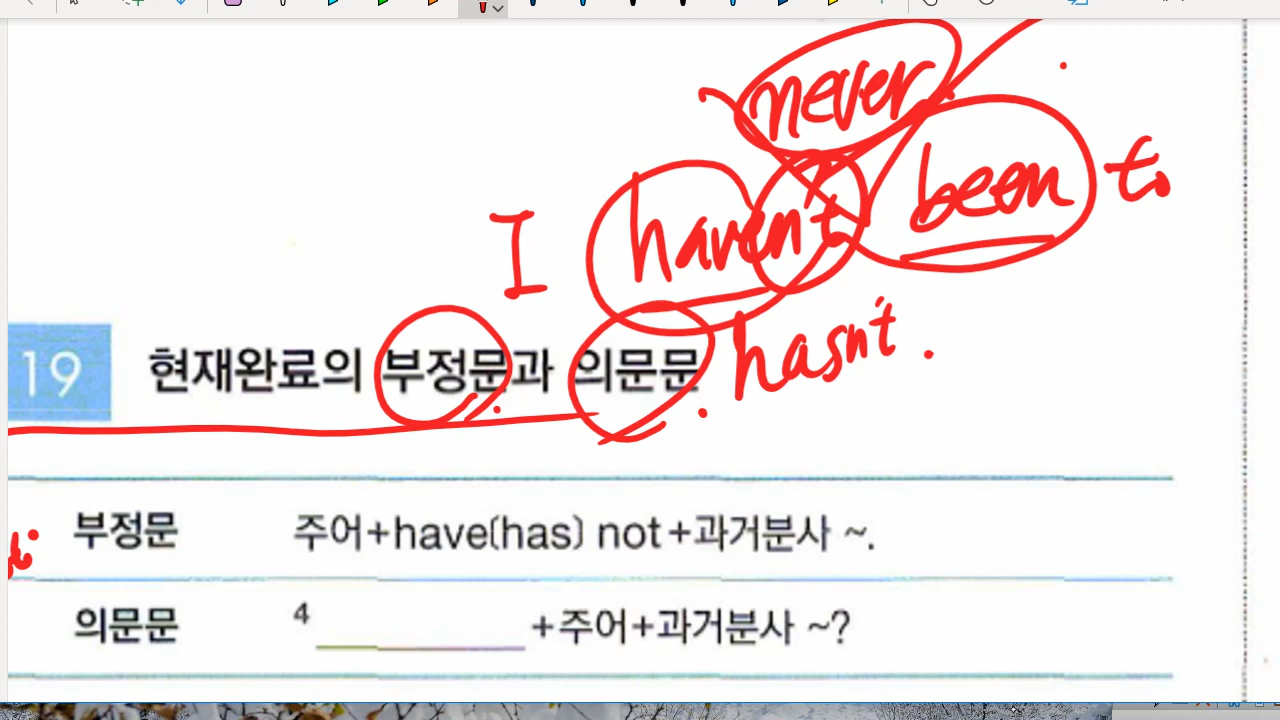 never
I haven't been to
19 현재완료의 부정문과 의문문 hasn't.
부정문 주어+have(has) not+과거분사 ~.
의문문 4 ________ +주어+과거분사 ~?